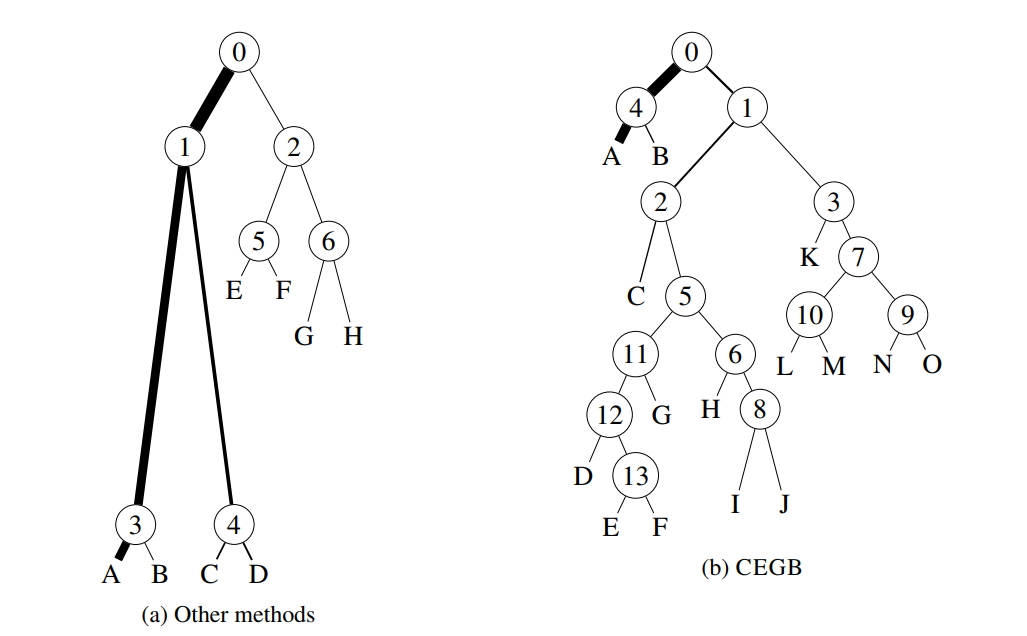 0
1
2
5
6
E
F
G
H
3
4
A
B
C
D
(a) Other methods
0
4
1
A
B
2
3
K
7
C
5
10
9
11
6
L
M
N
O
12
G
H
8
D
13
I
J
E
F
(b) CEGB